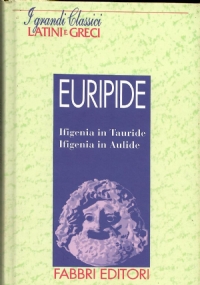 I grandi Classici
LATINI E GRECI
EURIPIDE
Ifigenia in Tauride
Ifigenia in Aulide
FABBRI EDITORI